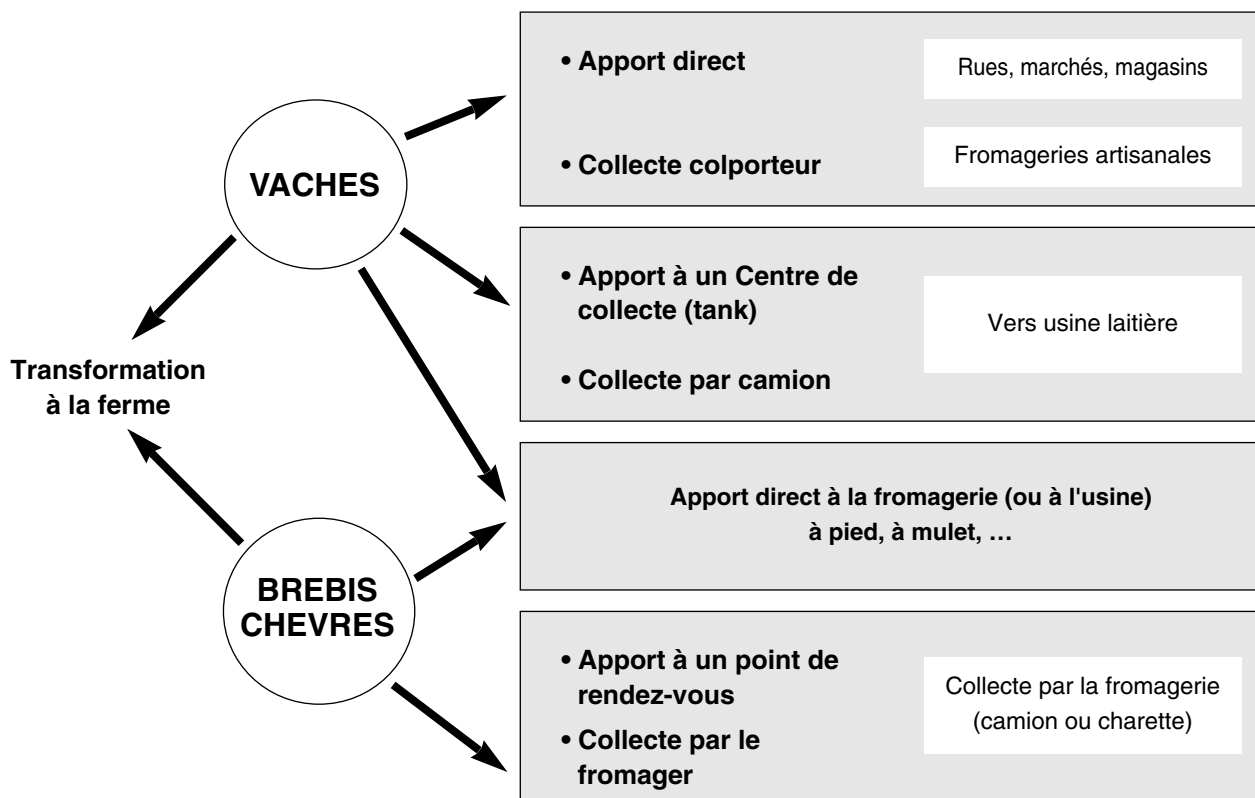 • Apport direct
Rues, marchés, magasins
• Collecte colporteur
Fromageries artisanales
VACHES
• Apport à un Centre de
collecte (tank)
• Collecte par camion
Vers usine laitière
Transformation
à la ferme
Apport direct à la fromagerie (ou à l'usine)
à pied, à mulet, …
BREBIS
CHEVRES
• Apport à un point de
rendez-vous
• Collecte par le
fromager
Collecte par la fromagerie
(camion ou charette)